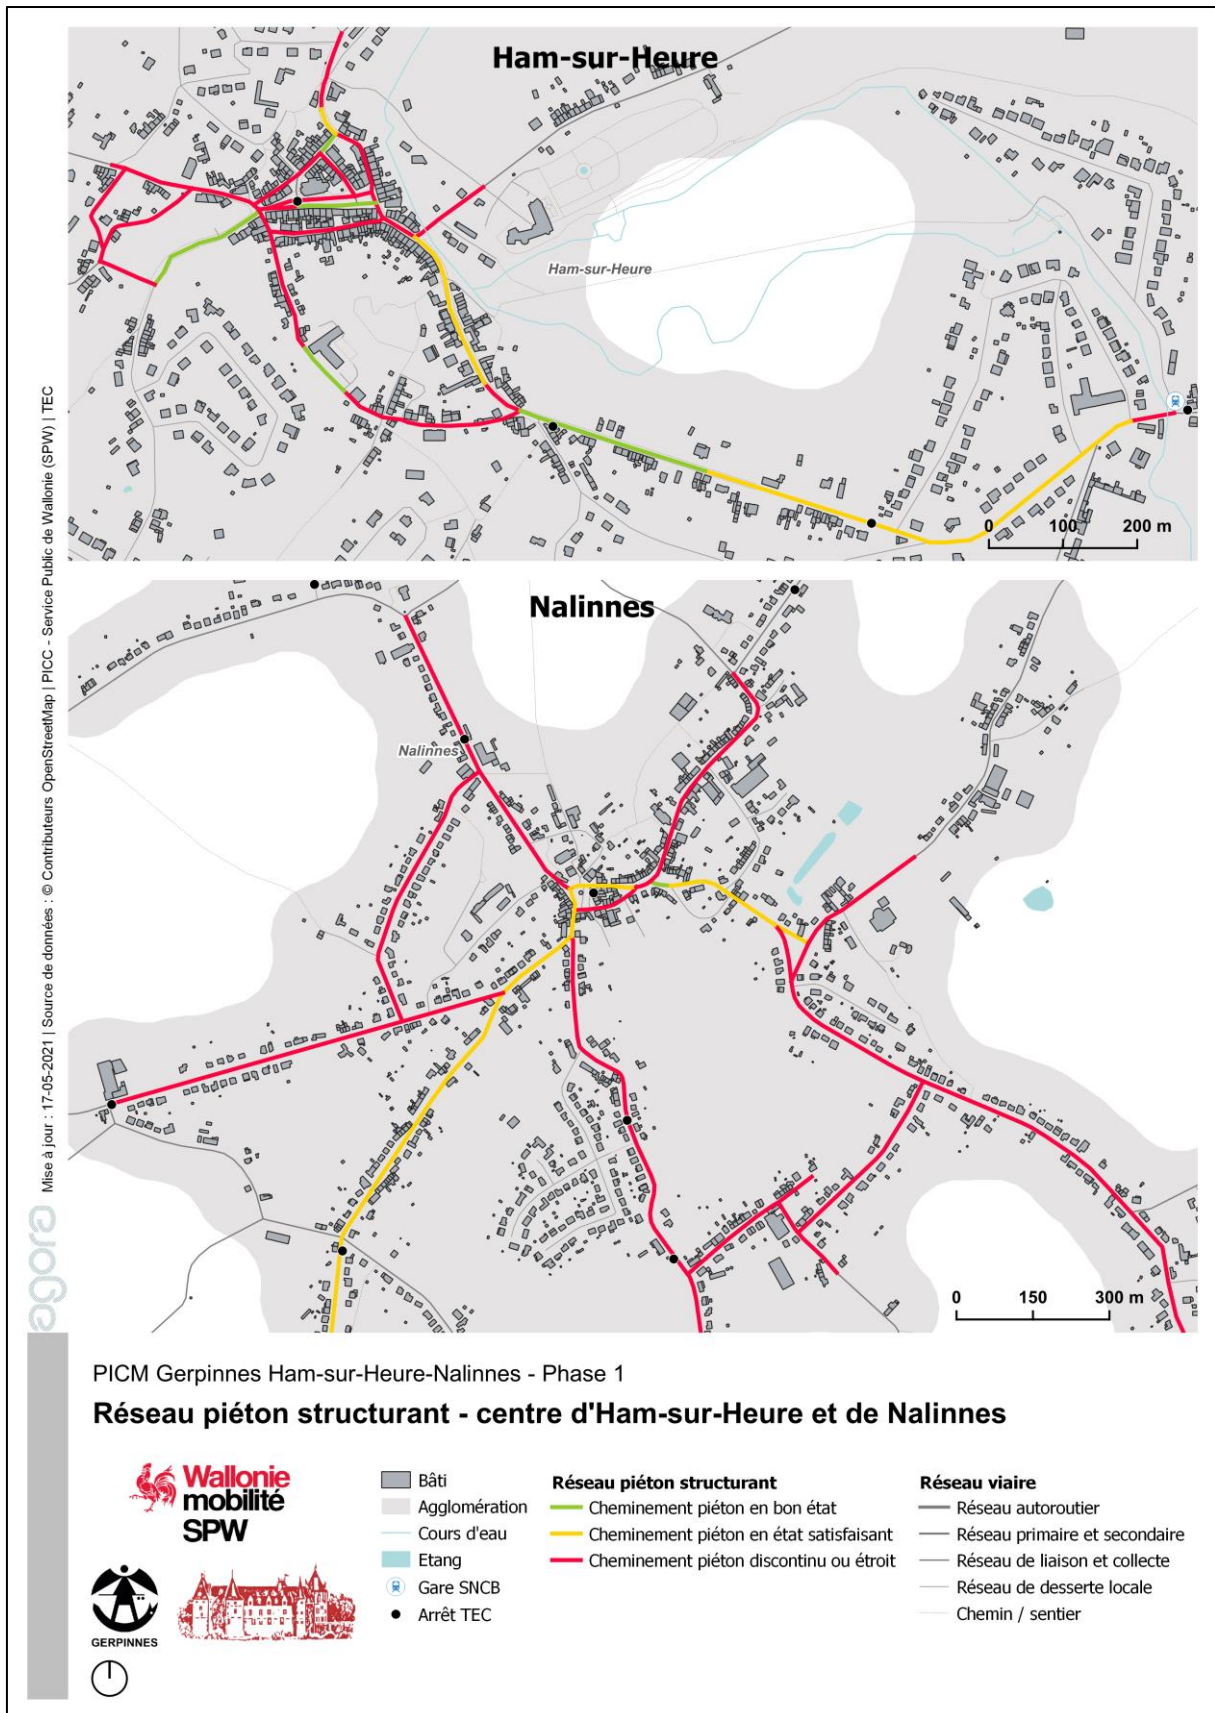 Ham-sur-Heure
Ham-sur-Heure
0 100 200 m
Nalinnes
Nalinnes
0 150 300 m
Mise à jour : 17-05-2021 | Source de données : © Contributeurs OpenStreetMap | PICC - Service Public de Wallonie (SPW) | TEC
agora
PICM Gerpinnes Ham-sur-Heure-Nalinnes - Phase 1
Réseau piéton structurant - centre d'Ham-sur-Heure et de Nalinnes
Wallonie
mobilité
SPW
GERPINNES
Bâti
Agglomération
Cours d'eau
Etang
Gare SNCB
Arrêt TEC
Réseau piéton structurant
Cheminement piéton en bon état
Cheminement piéton en état satisfaisant
Cheminement piéton discontinu ou étroit
Réseau viaire
Réseau autoroutier
Réseau primaire et secondaire
Réseau de liaison et collecte
Réseau de desserte locale
Chemin / sentier